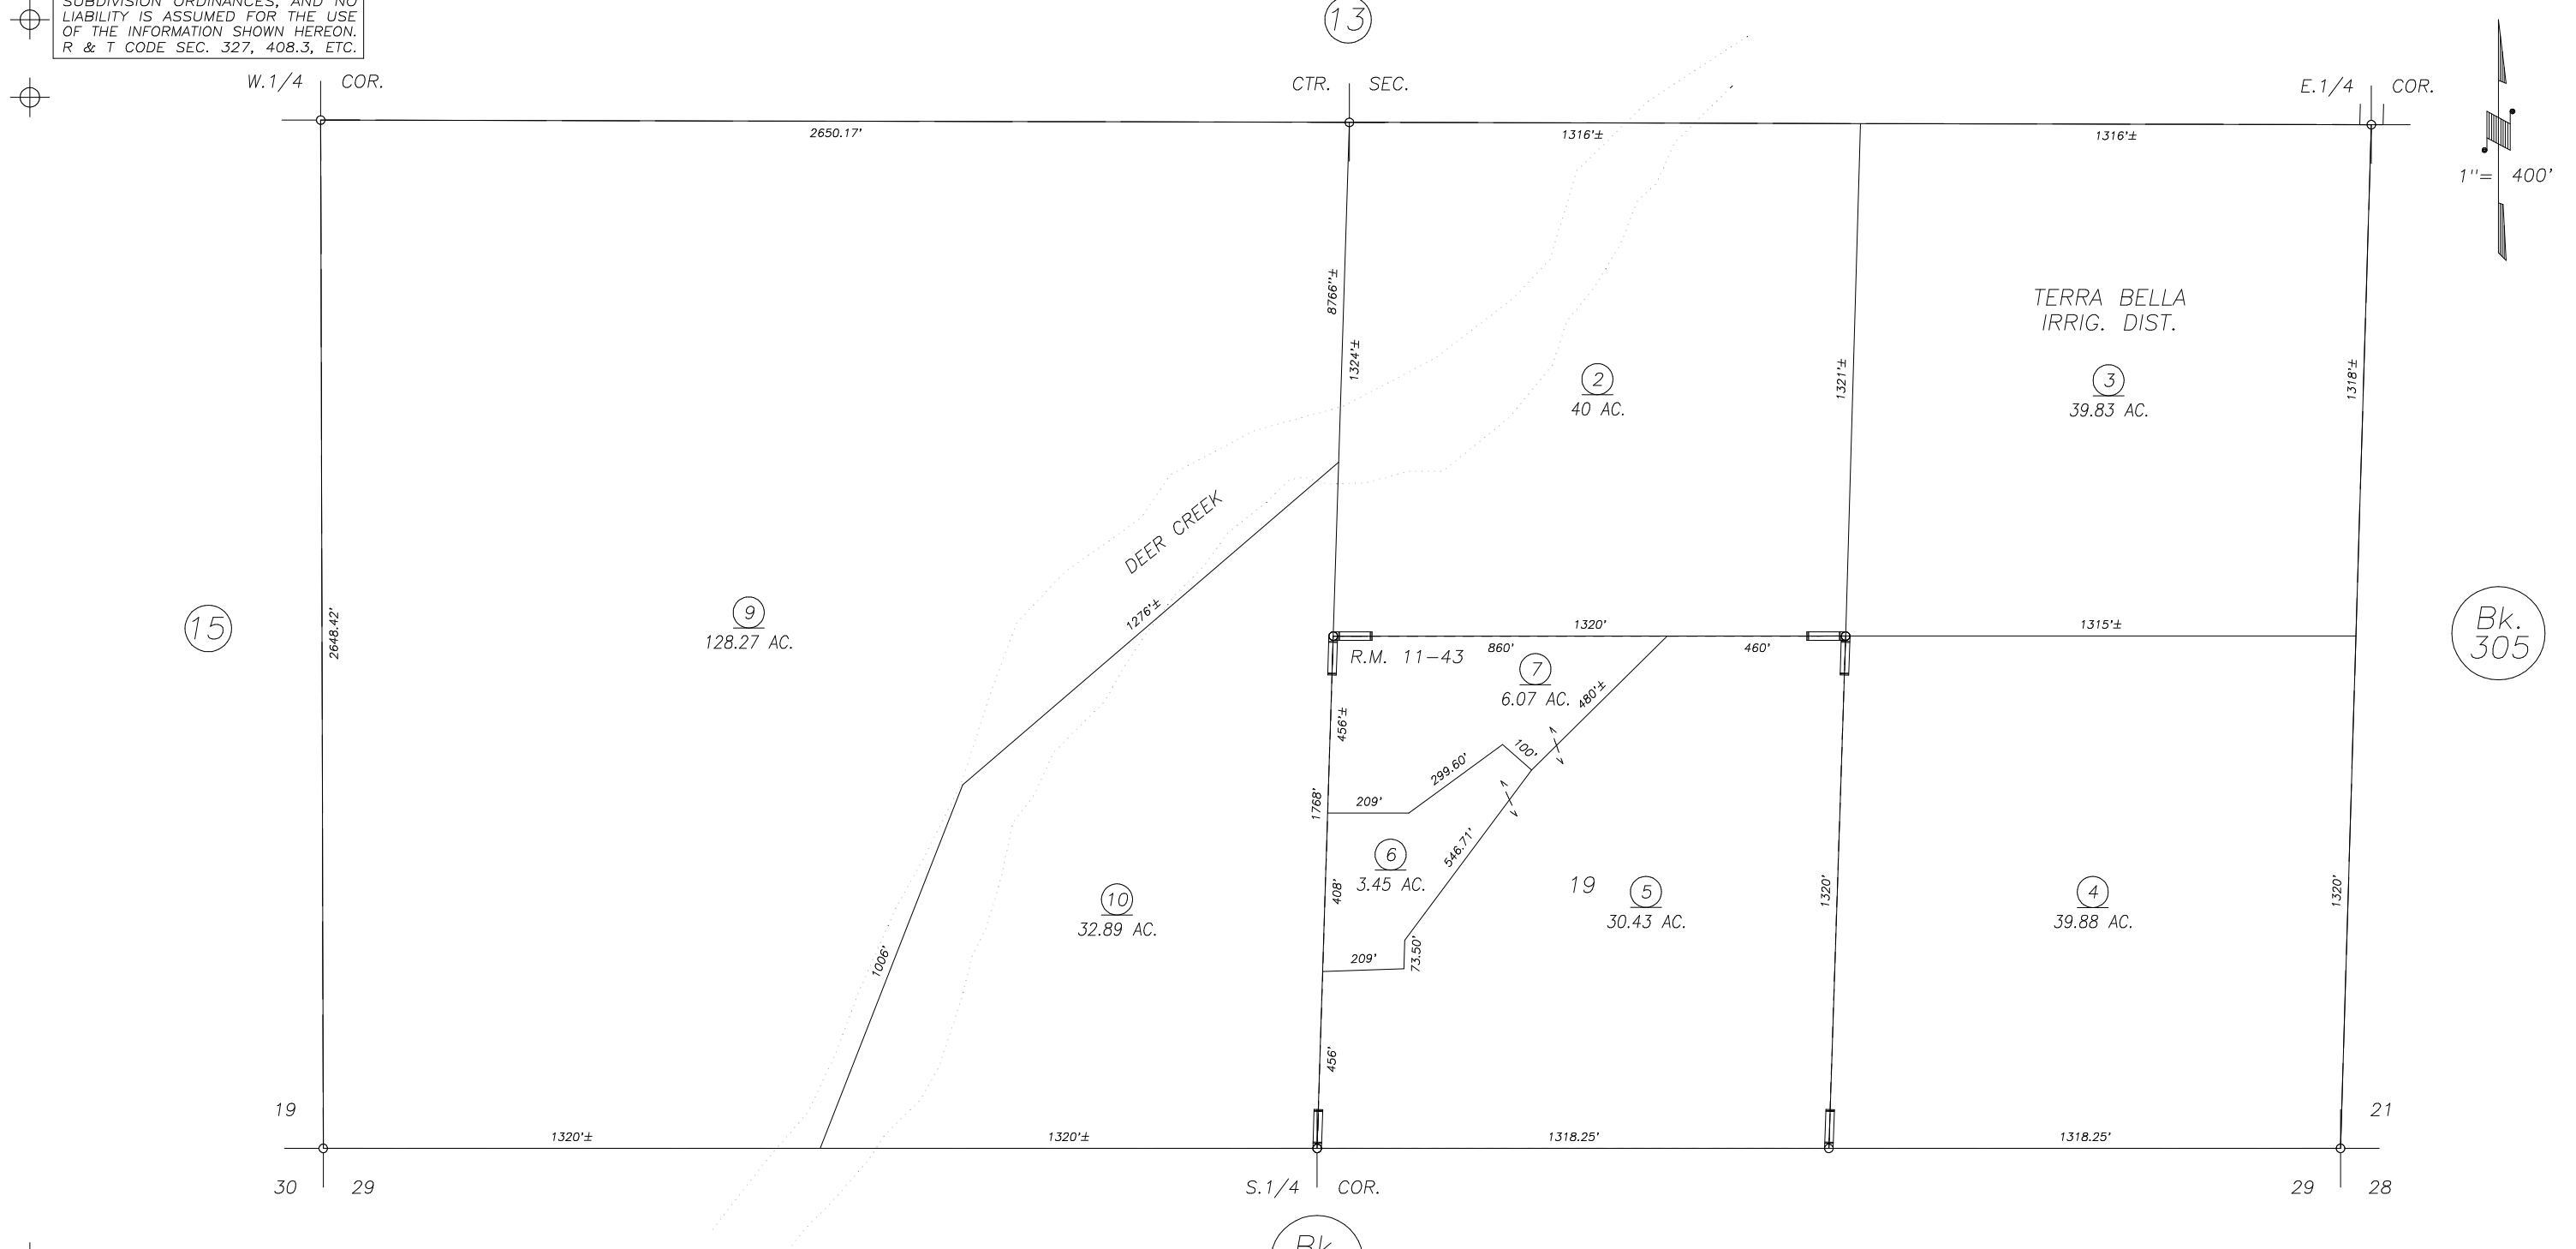 SUBDIVISION ORDINANCES, AND NO
LIABILITY IS ASSUMED FOR THE USE
OF THE INFORMATION SHOWN HEREON.
R & T CODE SEC. 327, 408.3, ETC.
13
W.1/4 COR.
CTR. SEC.
E.1/4 COR.
2650.17'
1316'±
1316'±
1"= 400'
8766"±
1324'±
1321'±
1318'±
TERRA BELLA
IRRIG. DIST.
2
40 AC.
3
39.83 AC.
DEER CREEK
1276'±
15
2648.42'
9
128.27 AC.
1320'
1315'±
860'
460'
R.M. 11-43
7
6.07 AC.
480'±
Bk.
305
456'±
299.60'
100'
1768'
209'
6
3.45 AC.
546.71'
408'
19
5
30.43 AC.
1320'
4
39.88 AC.
1320'
10
32.89 AC.
1006'
209'
73.50'
456'
19
21
1320'±
1320'±
1318.25'
1318.25'
30 29
S.1/4 COR.
29 28
Bk.